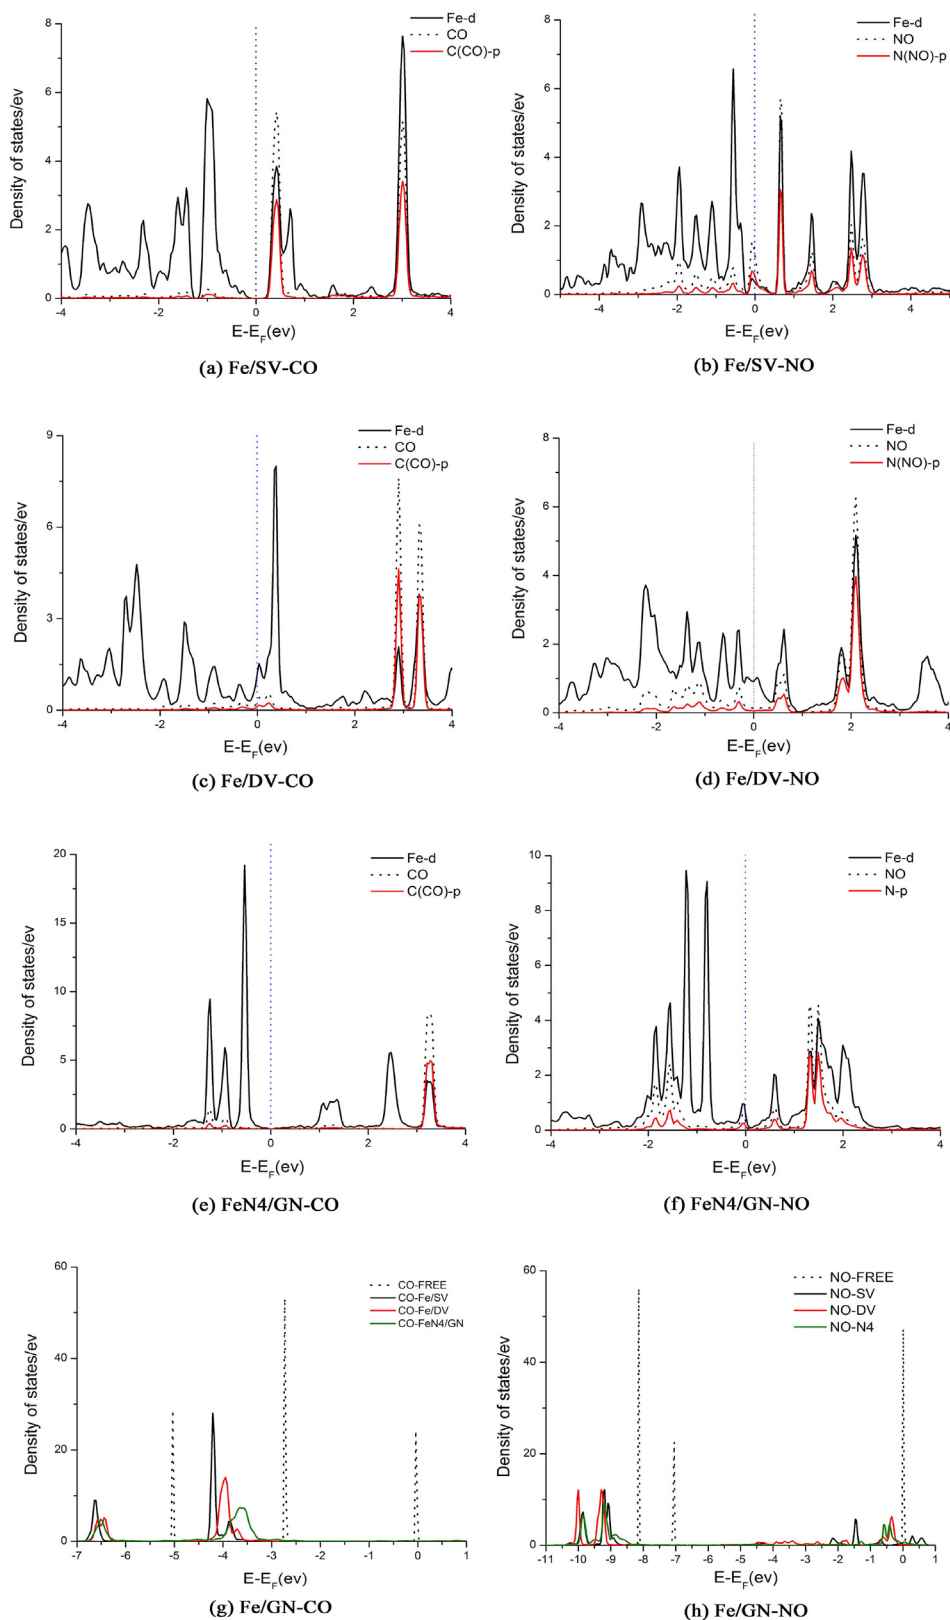 8
Fe-d
CO
C(CO)-p
6
4
2
0
-4 -2 0 2 4
Density of states/ev
E-EF(ev)
(a) Fe/SV-CO
8
Fe-d
NO
N(NO)-p
6
4
2
0
-4 -2 0 2 4
Density of states/ev
E-EF(ev)
(b) Fe/SV-NO
9
Fe-d
CO
C(CO)-p
6
3
0
-4 -2 0 2 4
Density of states/ev
E-EF(ev)
(c) Fe/DV-CO
8
Fe-d
NO
N(NO)-p
6
4
2
0
-4 -2 0 2 4
Density of states/ev
E-EF(ev)
(d) Fe/DV-NO
20
Fe-d
CO
C(CO)-p
15
10
5
0
-4 -2 0 2 4
Density of states/ev
E-EF(ev)
(e) FeN4/GN-CO
10
Fe-d
NO
N-p
8
6
4
2
0
-4 -2 0 2 4
Density of states/ev
E-EF(ev)
(f) FeN4/GN-NO
60
CO-FREE
CO-Fe/SV
CO-Fe/DV
CO-FeN4/GN
40
20
0
-7 -6 -5 -4 -3 -2 -1 0 1
Density of states/ev
E-EF(ev)
(g) Fe/GN-CO
60
NO-FREE
NO-SV
NO-DV
NO-N4
40
20
0
-11 -10 -9 -8 -7 -6 -5 -4 -3 -2 -1 0 1
Density of states/ev
E-EF(ev)
(h) Fe/GN-NO